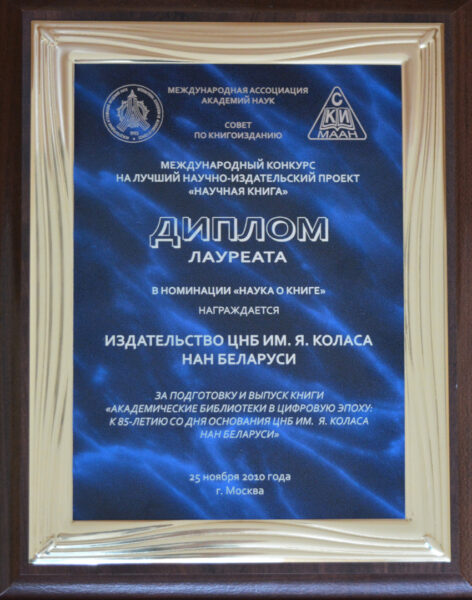 МЕЖДУНАРОДНАЯ АССОЦИАЦИЯ
АКАДЕМИЙ НАУК
СОВЕТ
ПО КНИГОИЗДАНИЮ
С
КИ
МААН
МЕЖДУНАРОДНЫЙ КОНКУРС
НА ЛУЧШИЙ НАУЧНО-ИЗДАТЕЛЬСКИЙ ПРОЕКТ
«НАУЧНАЯ КНИГА»
ДИПЛОМ
ЛАУРЕАТА
В НОМИНАЦИИ «НАУКА О КНИГЕ»
НАГРАЖДАЕТСЯ
ИЗДАТЕЛЬСТВО ЦНБ ИМ. Я. КОЛАСА
НАН БЕЛАРУСИ
ЗА ПОДГОТОВКУ И ВЫПУСК КНИГИ
«АКАДЕМИЧЕСКИЕ БИБЛИОТЕКИ В ЦИФРОВУЮ ЭПОХУ:
К 85-ЛЕТИЮ СО ДНЯ ОСНОВАНИЯ ЦНБ ИМ. Я. КОЛАСА
НАН БЕЛАРУСИ»
25 ноября 2010 года
г. Москва